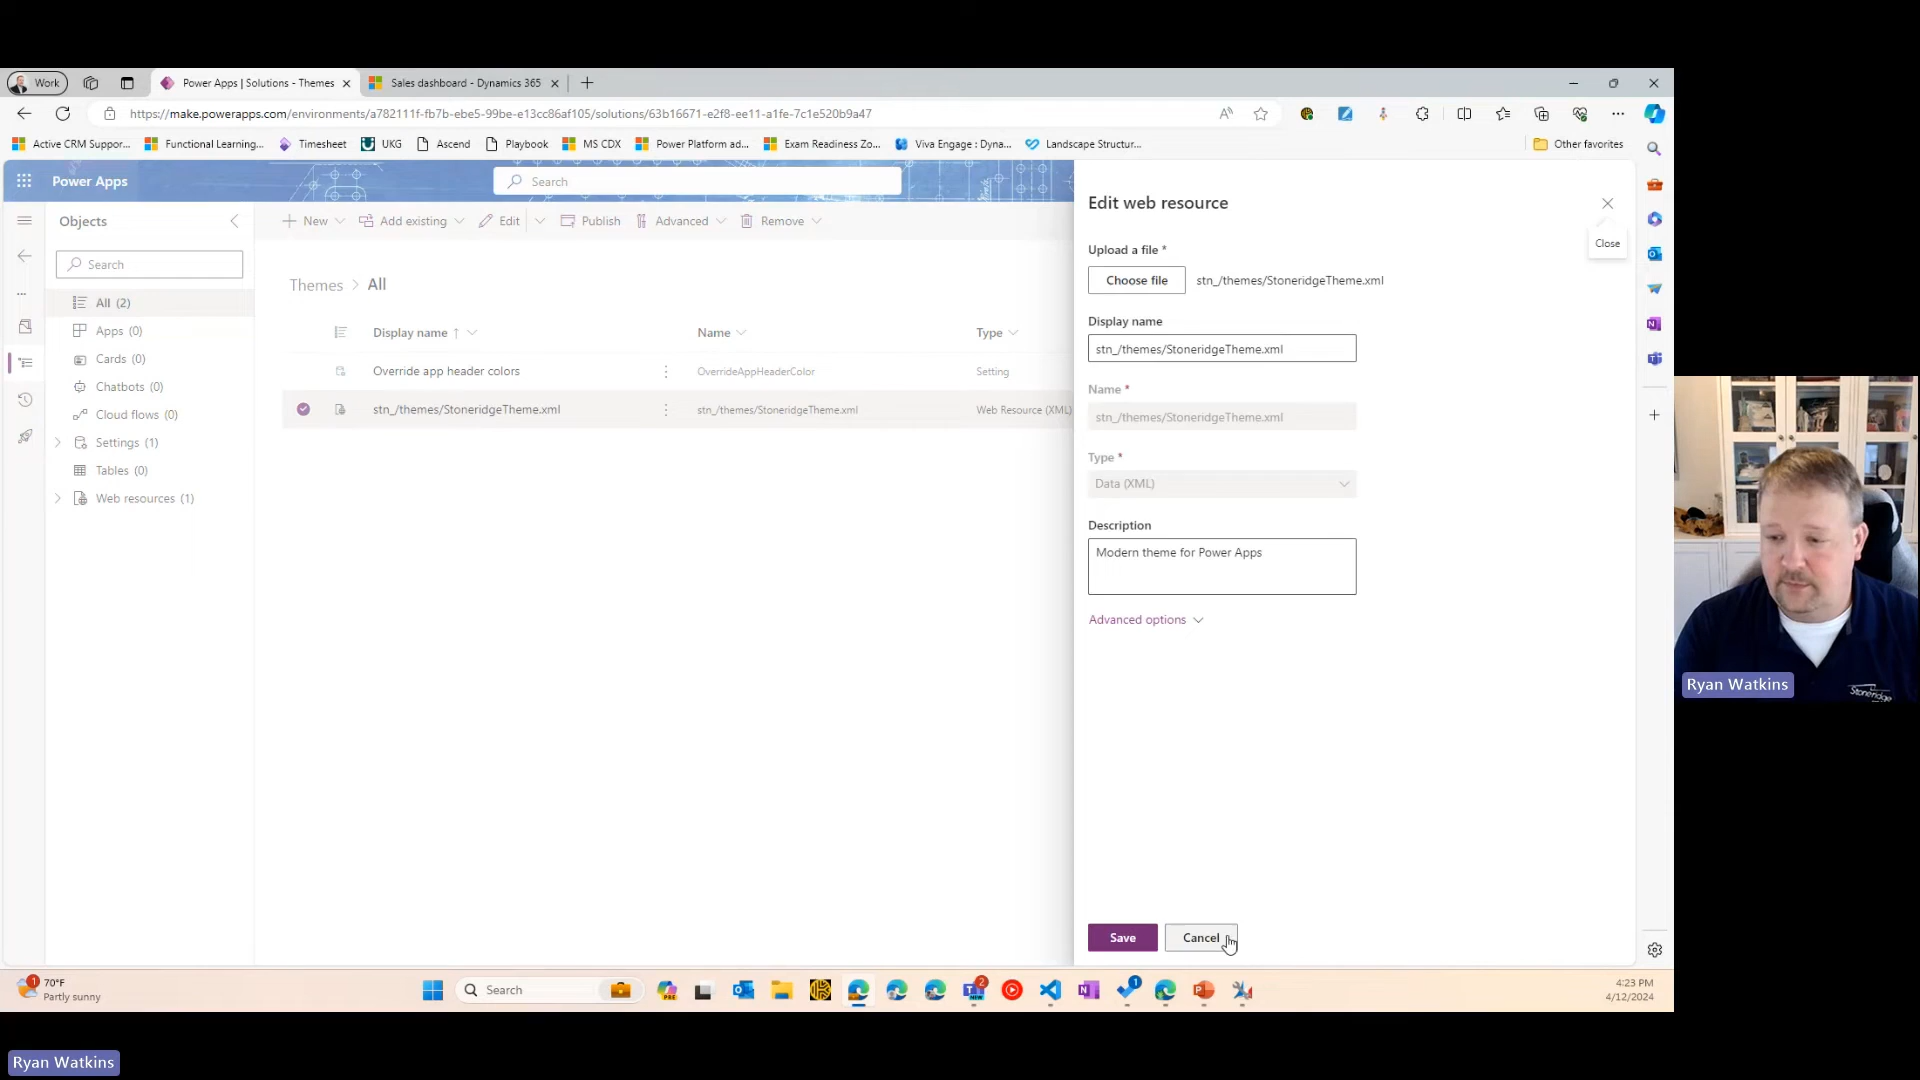 Work
Power Apps | Solutions - Themes
Sales dashboard - Dynamics 365
https://make.powerapps.com/environments/a782111f-fb7b-ebe5-99be-e13cc86af105/solutions/63b16671-e2f8-ee11-a1fe-7c1e520b9a47
Active CRM Suppor...
Functional Learning...
Timesheet
UKG
Ascend
Playbook
MS CDX
Power Platform ad...
Exam Readiness Zo...
Viva Engage : Dyna...
Landscape Structur...
Other favorites
Power Apps
Search
Objects
New
Add existing
Edit
Publish
Advanced
Remove
Search
All (2)
Apps (0)
Cards (0)
Chatbots (0)
Cloud flows (0)
Settings (1)
Tables (0)
Web resources (1)
Themes > All
Display name ↑
Name
Type
Override app header colors
OverrideAppHeaderColor
Setting
stn_/themes/StoneridgeTheme.xml
stn_/themes/StoneridgeTheme.xml
Web Resource (XML)
Edit web resource
Close
Upload a file *
Choose file
stn_/themes/StoneridgeTheme.xml
Display name
stn_/themes/StoneridgeTheme.xml
Name *
stn_/themes/StoneridgeTheme.xml
Type *
Data (XML)
Description
Modern theme for Power Apps
Advanced options
Save
Cancel
Ryan Watkins
Stoneridge
1
70°F
Partly sunny
Search
PRE
2
NEW
1
4:23 PM
4/12/2024
Ryan Watkins